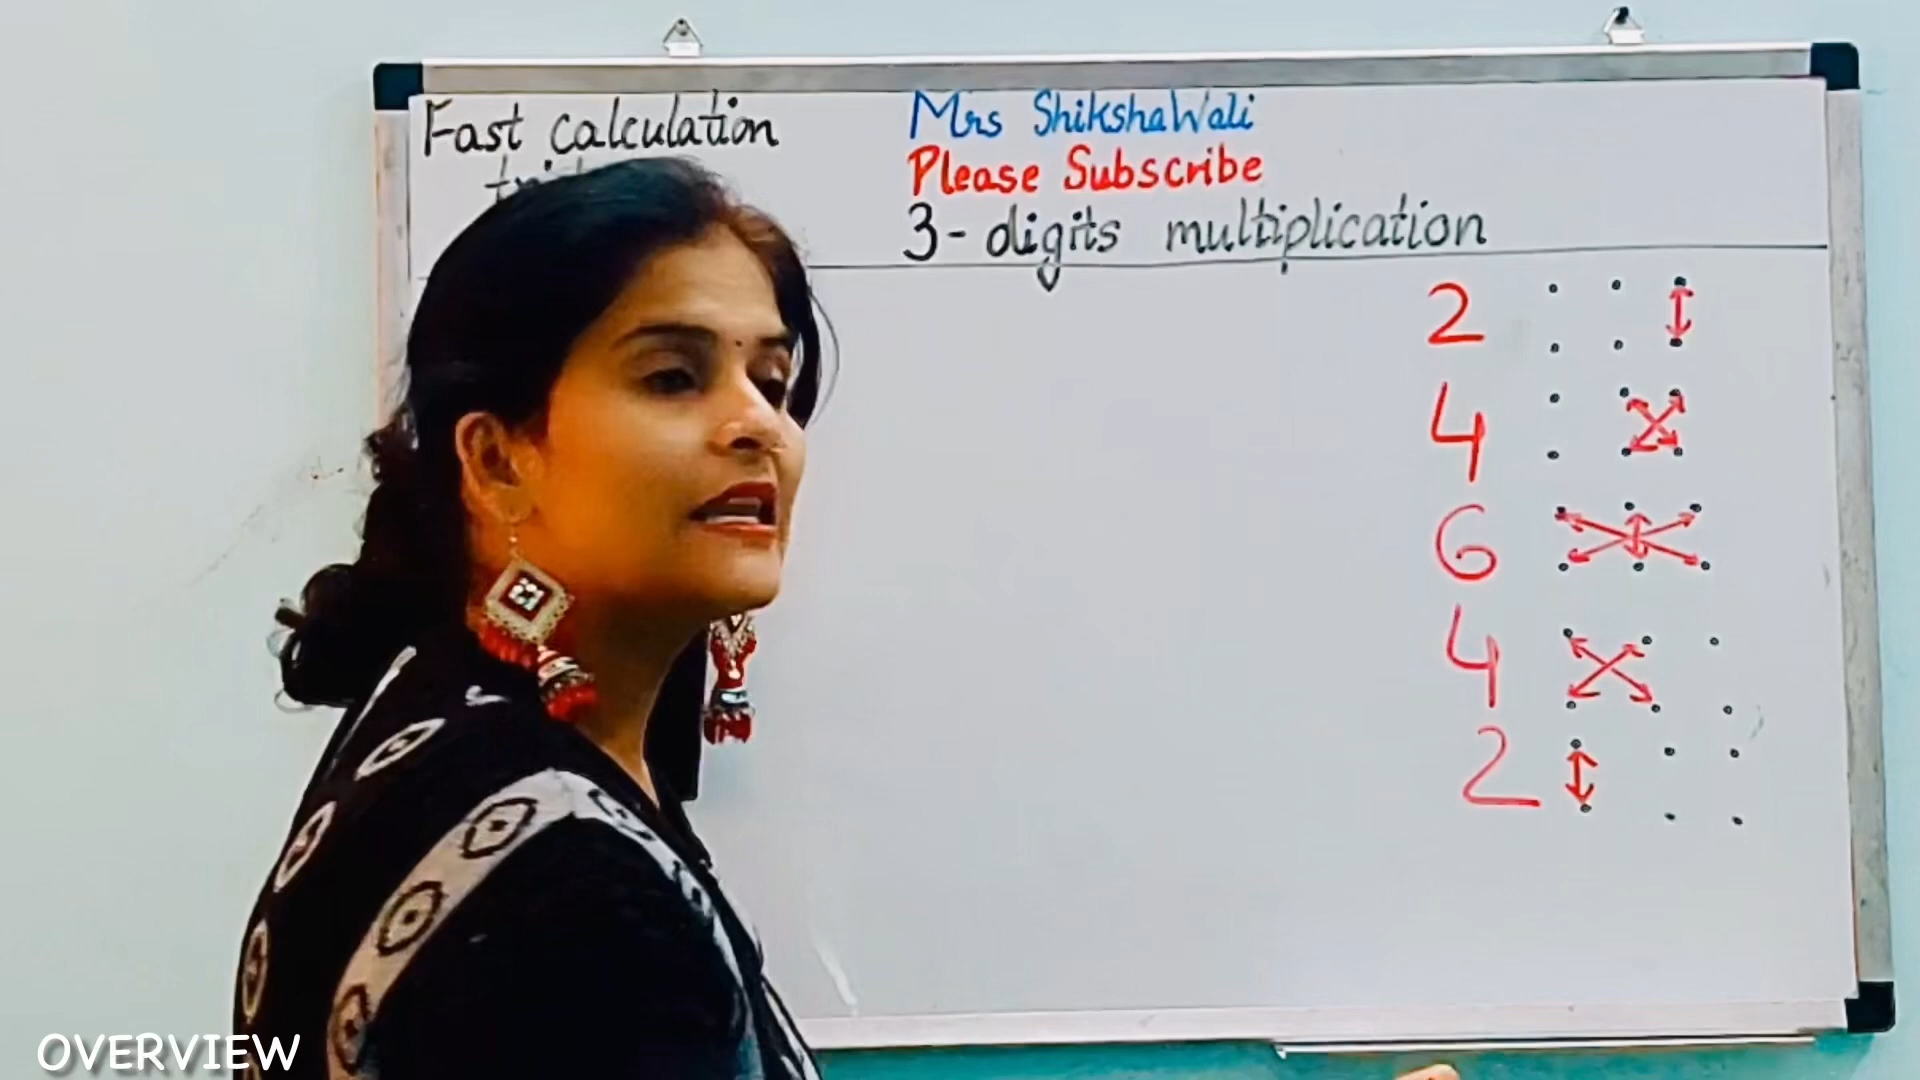 Fast calculation
Mrs ShikshaWali
Please Subscribe
3- digits multiplication
2
4
6
4
2
OVERVIEW